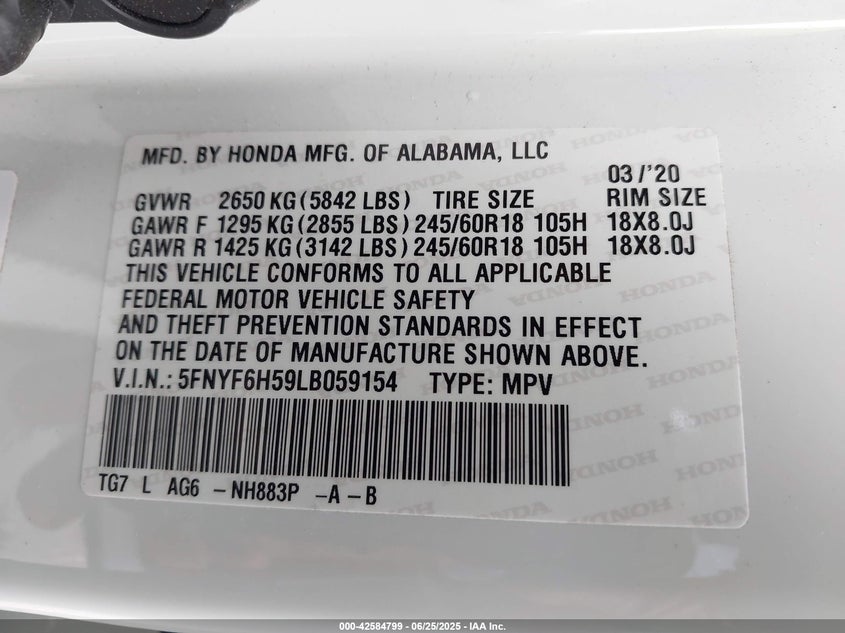 MFD. BY HONDA MFG. OF ALABAMA, LLC
03/'20
GVWR 2650 KG (5842 LBS) TIRE SIZE RIM SIZE
GAWR F 1295 KG (2855 LBS) 245/60R18 105H 18X8.0J
GAWR R 1425 KG (3142 LBS) 245/60R18 105H 18X8.0J
THIS VEHICLE CONFORMS TO ALL APPLICABLE
FEDERAL MOTOR VEHICLE SAFETY
AND THEFT PREVENTION STANDARDS IN EFFECT
ON THE DATE OF MANUFACTURE SHOWN ABOVE.
V.I.N.: 5FNYF6H59LB059154 TYPE: MPV
TG7 L AG6 -NH883P -A-B
000-42584799 - 06/25/2025 - IAA Inc.